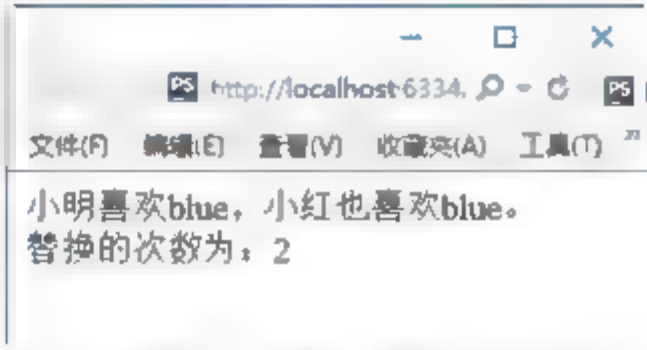 http://localhost:6334.
文件(F) 编辑(E) 查看(V) 收藏夹(A) 工具(T) »
小明喜欢blue，小红也喜欢blue。
替换的次数为：2